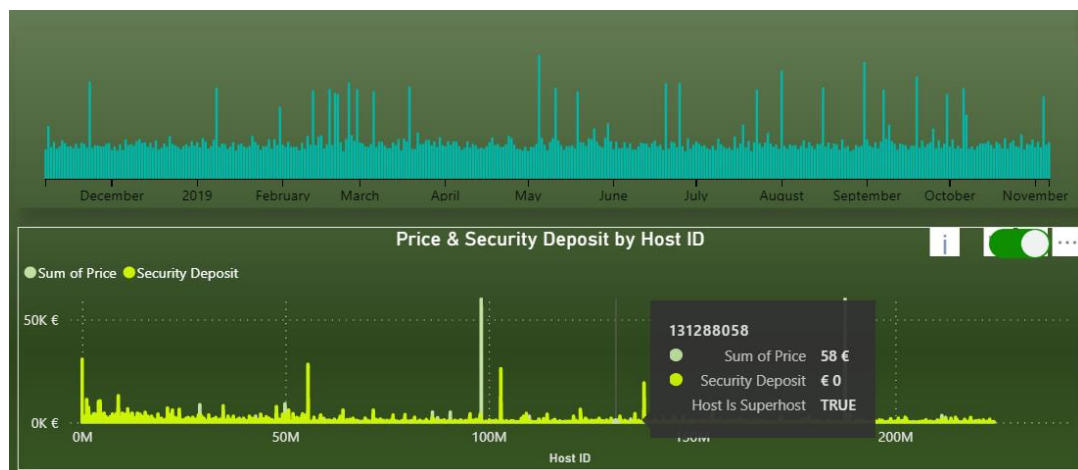 December 2019 February March April May June July August September October November
Price & Security Deposit by Host ID
i
Sum of Price Security Deposit
50K €
131288058
Sum of Price 58 €
Security Deposit € 0
Host Is Superhost TRUE
0K €
0M 50M 100M 150M 200M
Host ID